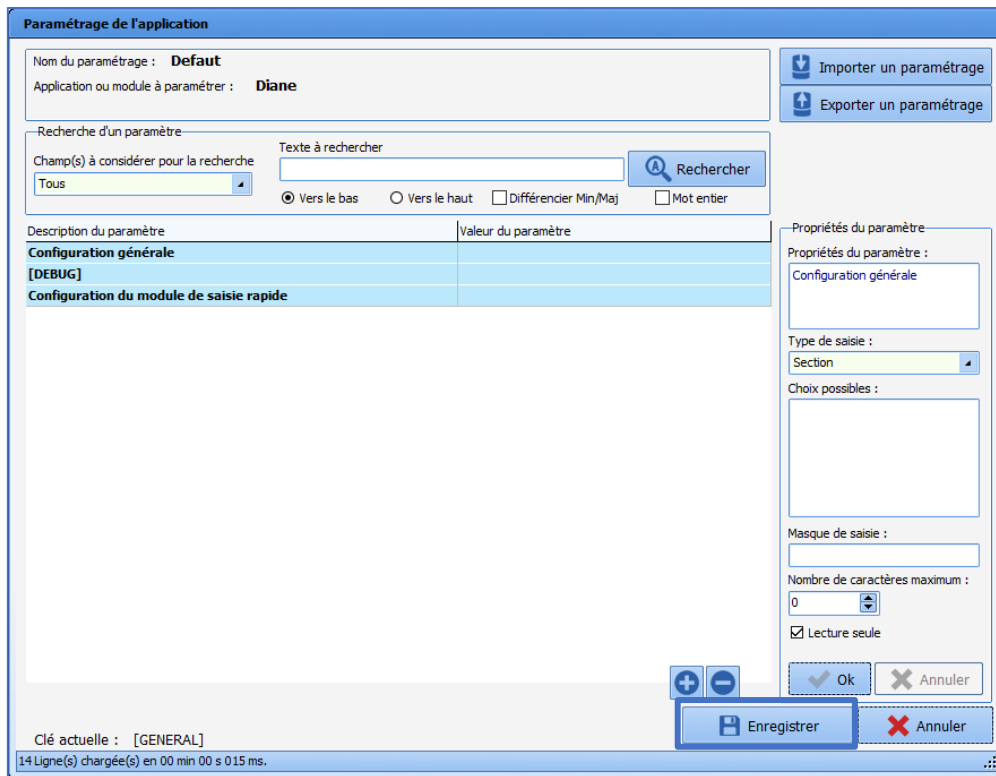 Paramétrage de l'application
Nom du paramétrage : Defaut
Application ou module à paramétrer : Diane
Importer un paramétrage
Exporter un paramétrage
Recherche d'un paramètre
Champ(s) à considérer pour la recherche
Texte à rechercher
Tous
Rechercher
Vers le bas
Vers le haut
Différencier Min/Maj
Mot entier
Description du paramètre
Valeur du paramètre
Configuration générale
[DEBUG]
Configuration du module de saisie rapide
Propriétés du paramètre
Propriétés du paramètre :
Configuration générale
Type de saisie :
Section
Choix possibles :
Masque de saisie :
Nombre de caractères maximum :
0
Lecture seule
Ok
Annuler
Enregistrer
Annuler
Clé actuelle : [GENERAL]
14 Ligne(s) chargée(s) en 00 min 00 s 015 ms.